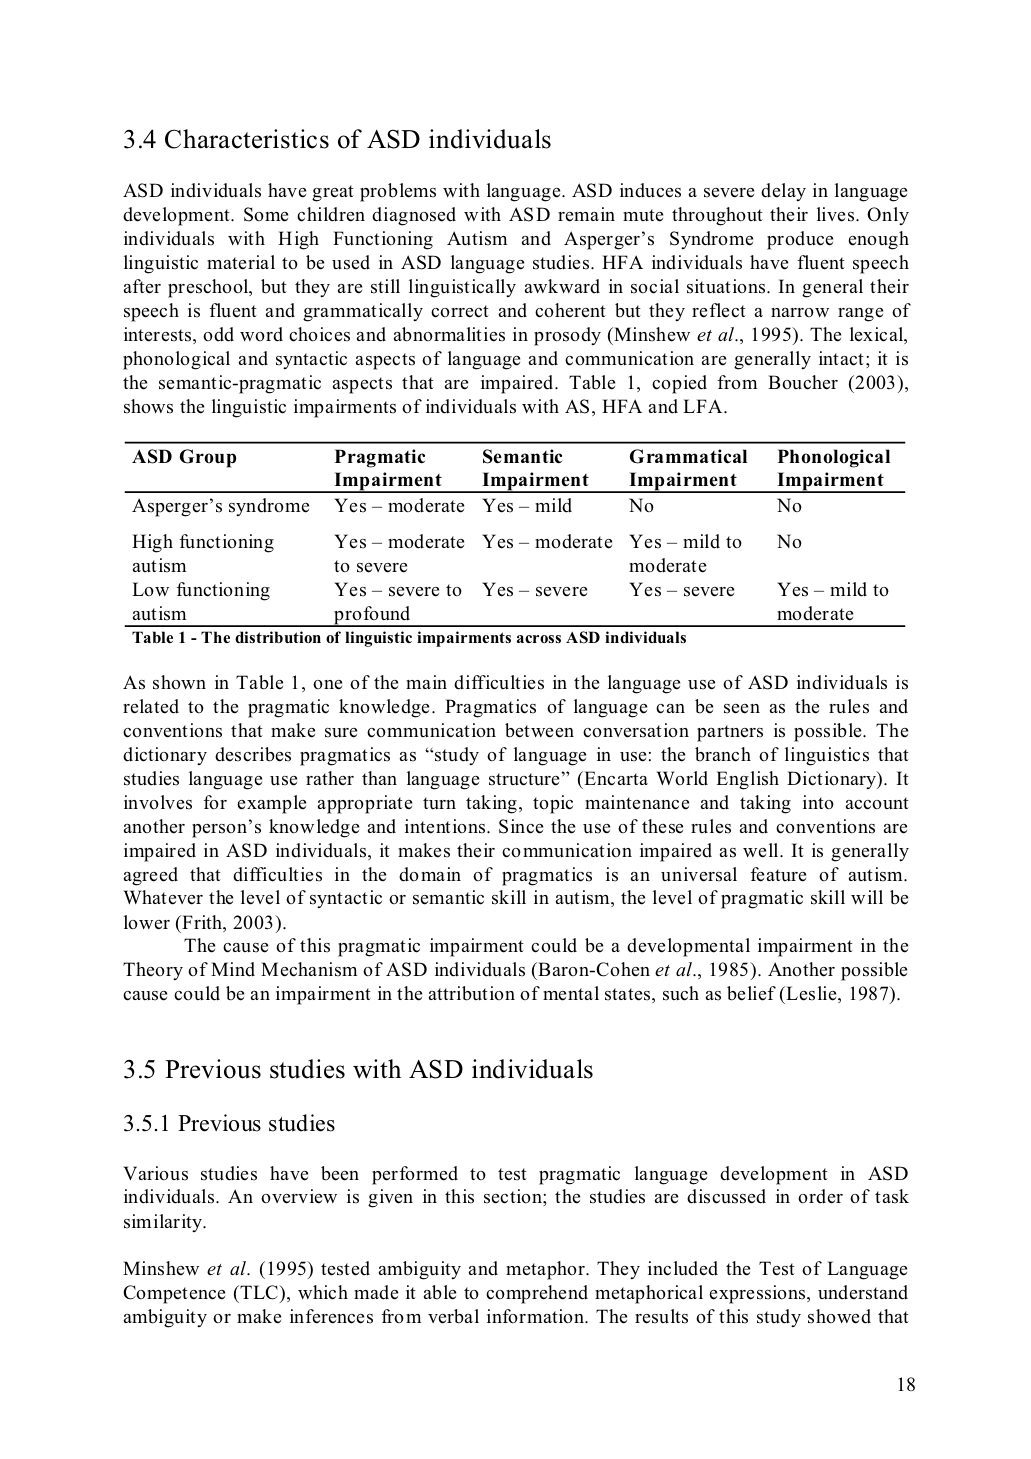 3.4 Characteristics of ASD individuals
ASD individuals have great problems with language. ASD induces a severe delay in language
development. Some children diagnosed with ASD remain mute throughout their lives. Only
individuals with High Functioning Autism and Asperger’s Syndrome produce enough
linguistic material to be used in ASD language studies. HFA individuals have fluent speech
after preschool, but they are still linguistically awkward in social situations. In general their
speech is fluent and grammatically correct and coherent but they reflect a narrow range of
interests, odd word choices and abnormalities in prosody (Minshew et al., 1995). The lexical,
phonological and syntactic aspects of language and communication are generally intact; it is
the semantic-pragmatic aspects that are impaired. Table 1, copied from Boucher (2003),
shows the linguistic impairments of individuals with AS, HFA and LFA.
ASD Group Pragmatic Semantic Grammatical Phonological
Impairment Impairment Impairment Impairment
Asperger’s syndrome Yes – moderate Yes – mild No No
High functioning Yes – moderate Yes – moderate Yes – mild to No
autism to severe moderate
Low functioning Yes – severe to Yes – severe Yes – severe Yes – mild to
autism profound moderate
Table 1 - The distribution of linguistic impairments across ASD individuals
As shown in Table 1, one of the main difficulties in the language use of ASD individuals is
related to the pragmatic knowledge. Pragmatics of language can be seen as the rules and
conventions that make sure communication between conversation partners is possible. The
dictionary describes pragmatics as “study of language in use: the branch of linguistics that
studies language use rather than language structure” (Encarta World English Dictionary). It
involves for example appropriate turn taking, topic maintenance and taking into account
another person’s knowledge and intentions. Since the use of these rules and conventions are
impaired in ASD individuals, it makes their communication impaired as well. It is generally
agreed that difficulties in the domain of pragmatics is an universal feature of autism.
Whatever the level of syntactic or semantic skill in autism, the level of pragmatic skill will be
lower (Frith, 2003).
The cause of this pragmatic impairment could be a developmental impairment in the
Theory of Mind Mechanism of ASD individuals (Baron-Cohen et al., 1985). Another possible
cause could be an impairment in the attribution of mental states, such as belief (Leslie, 1987).
3.5 Previous studies with ASD individuals
3.5.1 Previous studies
Various studies have been performed to test pragmatic language development in ASD
individuals. An overview is given in this section; the studies are discussed in order of task
similarity.
Minshew et al. (1995) tested ambiguity and metaphor. They included the Test of Language
Competence (TLC), which made it able to comprehend metaphorical expressions, understand
ambiguity or make inferences from verbal information. The results of this study showed that
18